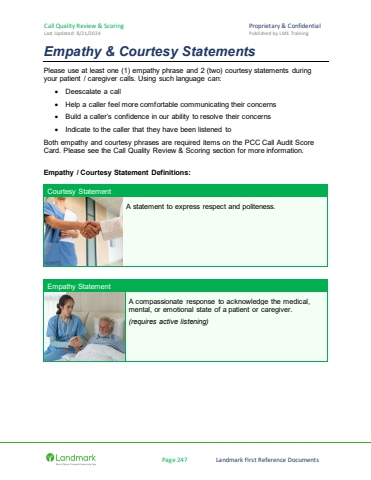 Call Quality Review & Scoring Proprietary & Confidential
Last Updated: 8/21/2024 Published by LMK Training
Empathy & Courtesy Statements
Please use at least one (1) empathy phrase and 2 (two) courtesy statements during
your patient / caregiver calls. Using such language can:
• Deescalate a call
• Help a caller feel more comfortable communicating their concerns
• Build a caller's confidence in our ability to resolve their concerns
• Indicate to the caller that they have been listened to
Both empathy and courtesy phrases are required items on the PCC Call Audit Score
Card. Please see the Call Quality Review & Scoring section for more information.
Empathy / Courtesy Statement Definitions:
Courtesy Statement
A statement to express respect and politeness.
Empathy Statement
A compassionate response to acknowledge the medical,
mental, or emotional state of a patient or caregiver.
(requires active listening)
Landmark
Page 247 Landmark First Reference Documents